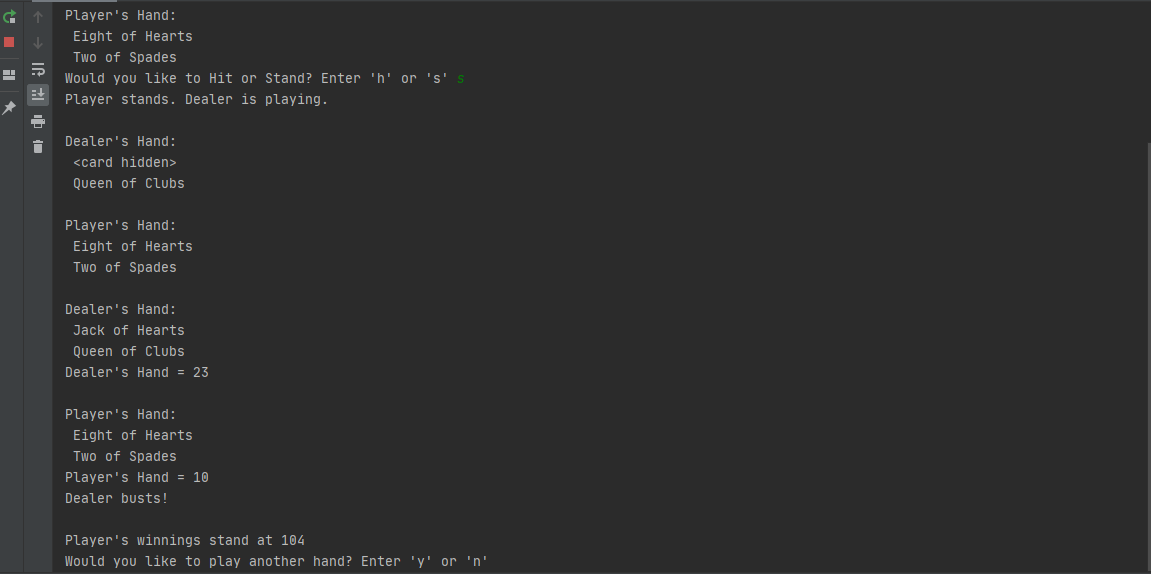 Player's Hand:
Eight of Hearts
Two of Spades
Would you like to Hit or Stand? Enter 'h' or 's' s
Player stands. Dealer is playing.
Dealer's Hand:
<card hidden>
Queen of Clubs
Player's Hand:
Eight of Hearts
Two of Spades
Dealer's Hand:
Jack of Hearts
Queen of Clubs
Dealer's Hand = 23
Player's Hand:
Eight of Hearts
Two of Spades
Player's Hand = 10
Dealer busts!
Player's winnings stand at 104
Would you like to play another hand? Enter 'y' or 'n'